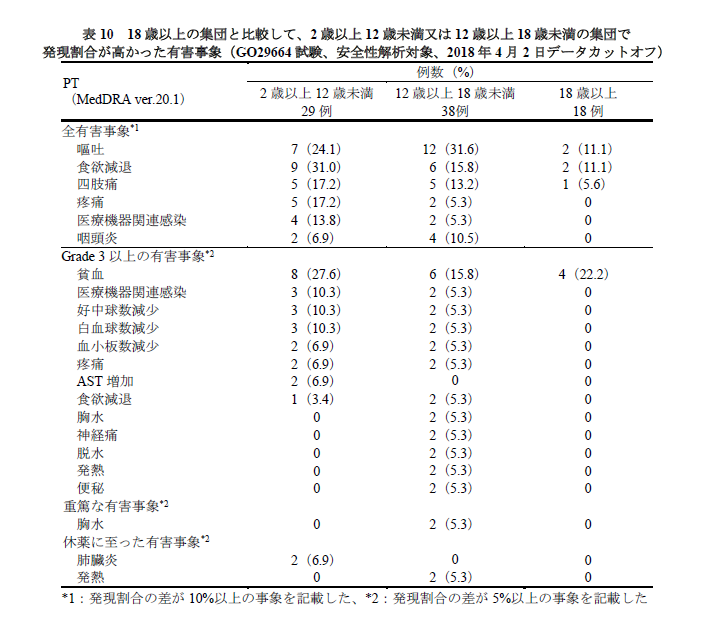 表 10　18 歳以上の集団と比較して、2 歳以上 12 歳未満又は 12 歳以上 18 歳未満の集団で
発現割合が高かった有害事象（GO29664 試験、安全性解析対象、2018 年 4 月 2 日データカットオフ）
PT
（MedDRA ver.20.1）
例数（%）
2 歳以上 12 歳未満 12 歳以上 18 歳未満 18 歳以上
29 例 38例 18 例
全有害事象*1
嘔吐 7（24.1） 12（31.6） 2（11.1）
食欲減退 9（31.0） 6（15.8） 2（11.1）
四肢痛 5（17.2） 5（13.2） 1（5.6）
疼痛 5（17.2） 2（5.3） 0
医療機器関連感染 4（13.8） 2（5.3） 0
咽頭炎 2（6.9） 4（10.5） 0
Grade 3 以上の有害事象*2
貧血 8（27.6） 6（15.8） 4（22.2）
医療機器関連感染 3（10.3） 2（5.3） 0
好中球数減少 3（10.3） 2（5.3） 0
白血球数減少 3（10.3） 2（5.3） 0
血小板数減少 2（6.9） 2（5.3） 0
疼痛 2（6.9） 2（5.3） 0
AST 増加 2（6.9） 0 0
食欲減退 1（3.4） 2（5.3） 0
胸水 0 2（5.3） 0
神経痛 0 2（5.3） 0
脱水 0 2（5.3） 0
発熱 0 2（5.3） 0
便秘 0 2（5.3） 0
重篤な有害事象*2
胸水 0 2（5.3） 0
休薬に至った有害事象*2
肺臓炎 2（6.9） 0 0
発熱 0 2（5.3） 0
*1：発現割合の差が 10%以上の事象を記載した、*2：発現割合の差が 5%以上の事象を記載した